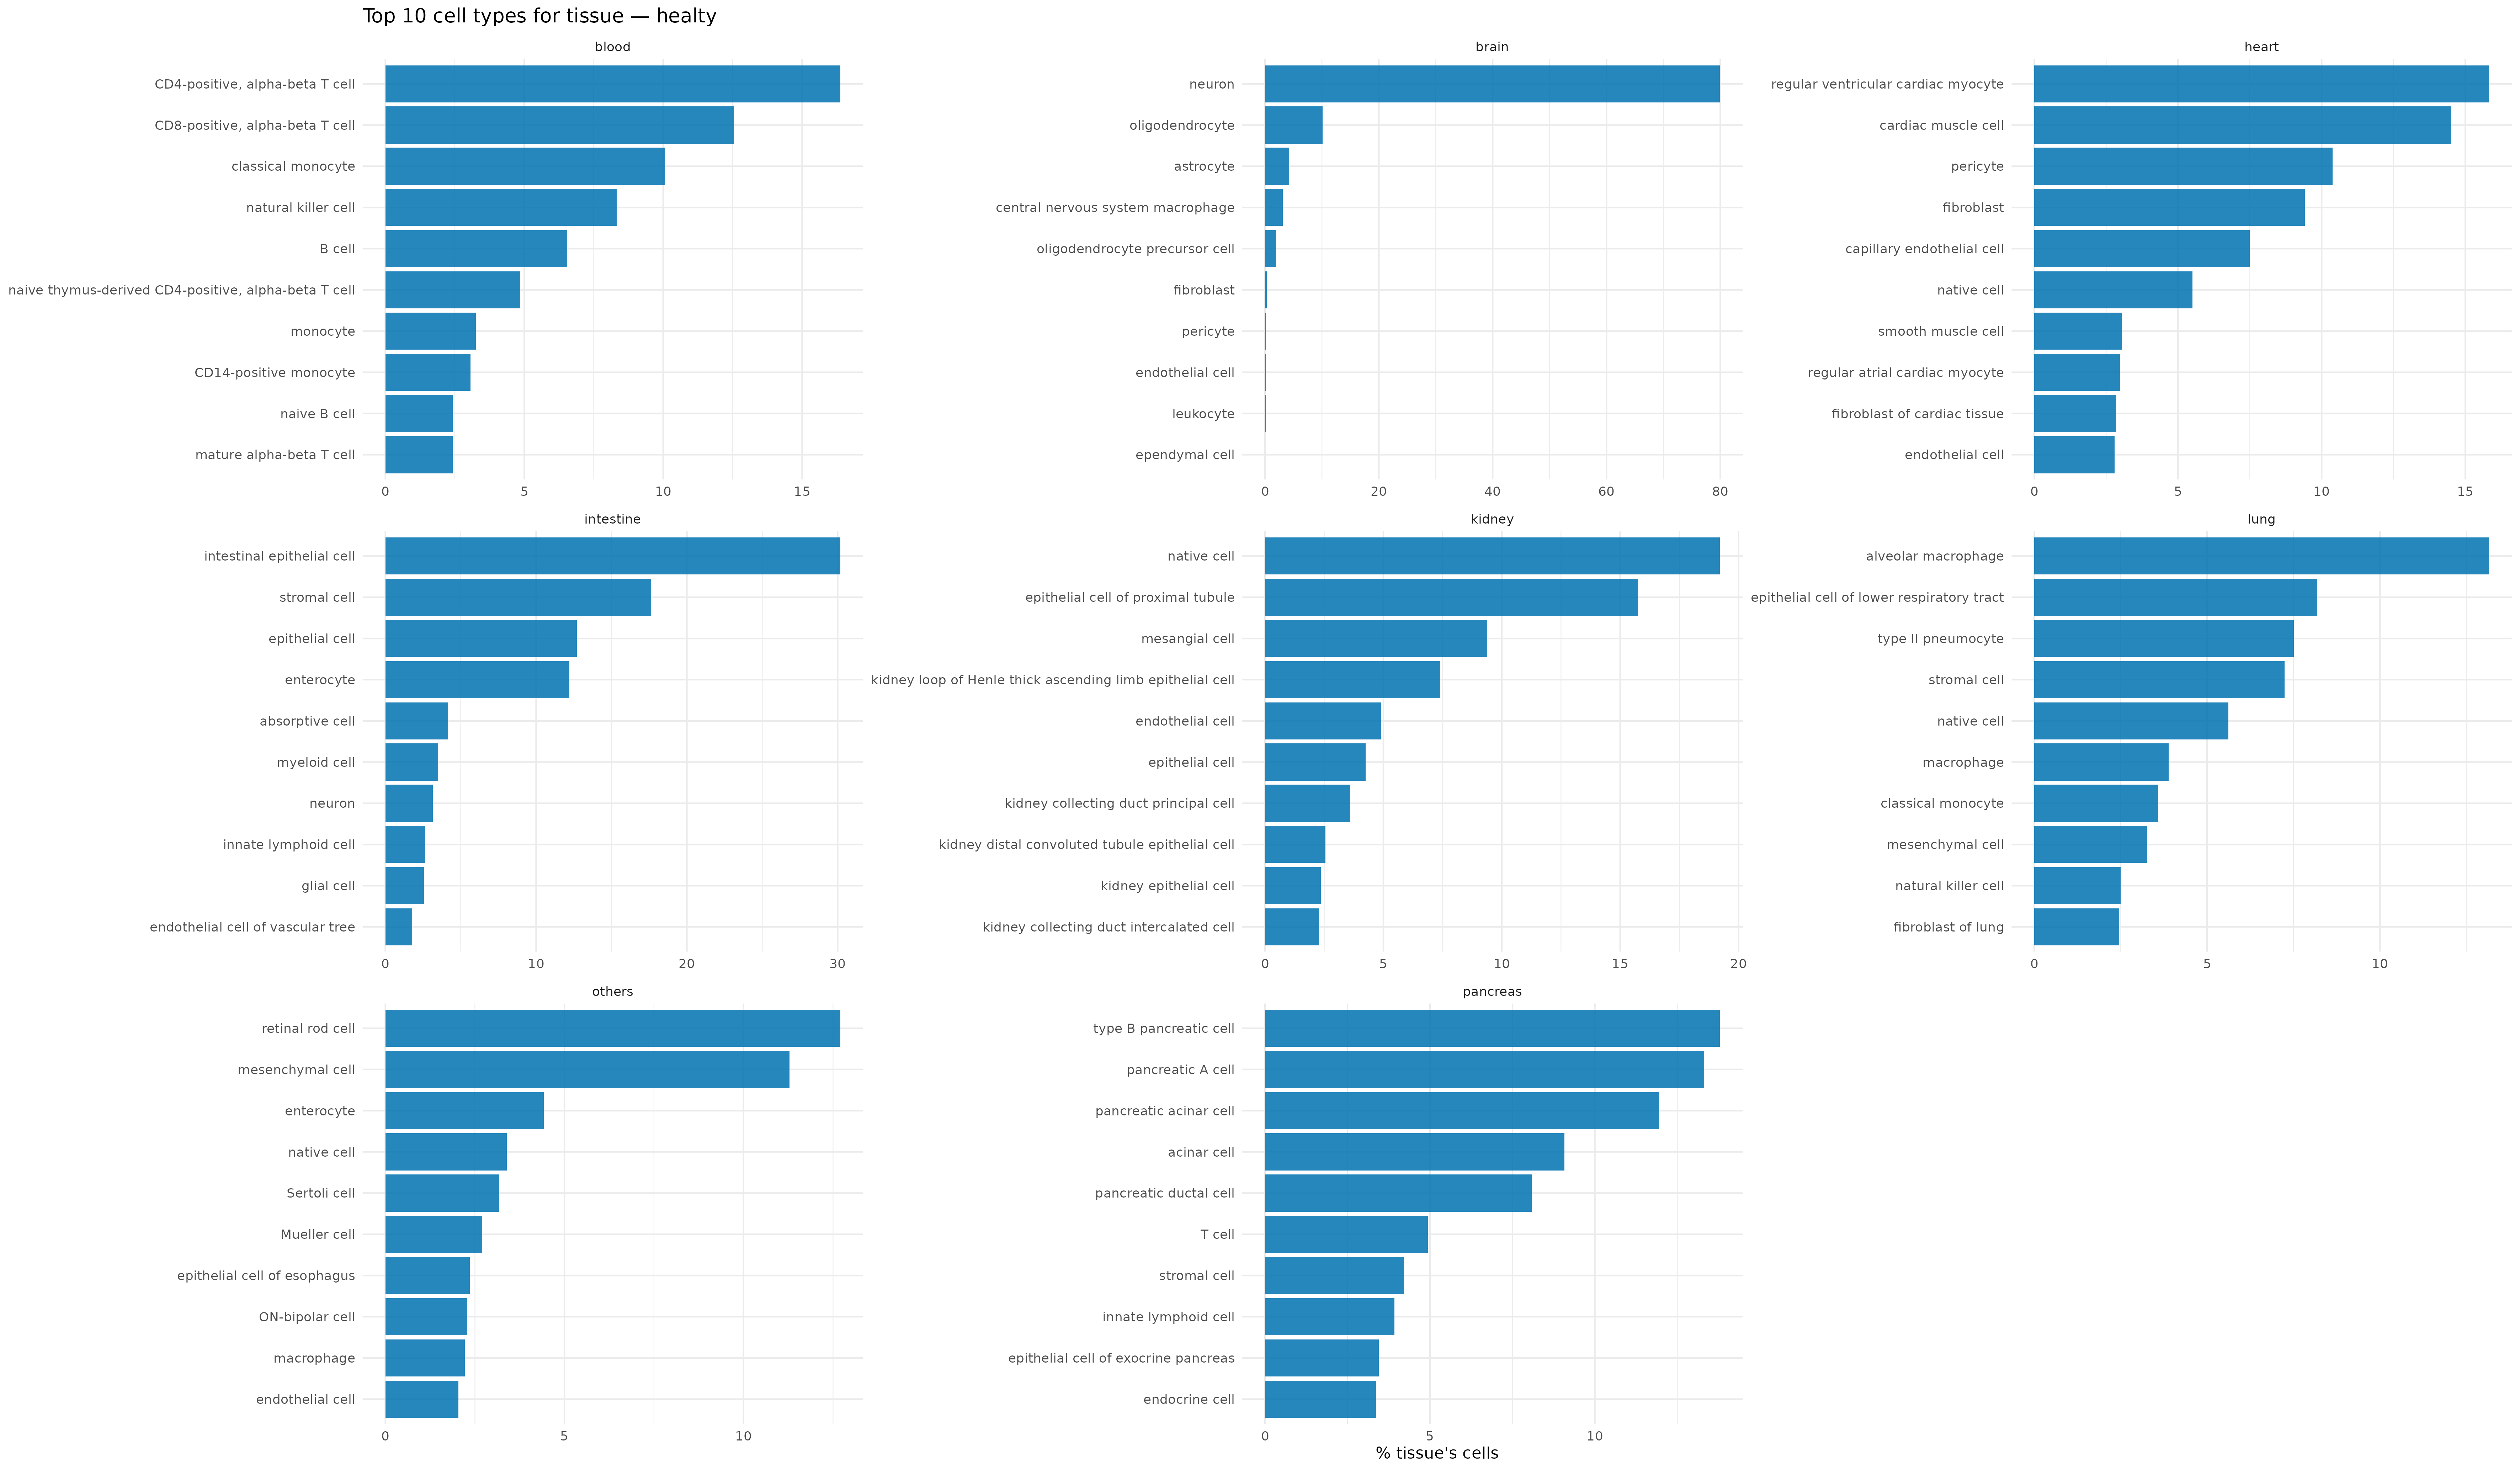 Top 10 cell types for tissue — healty
blood
CD4-positive, alpha-beta T cell
CD8-positive, alpha-beta T cell
classical monocyte
natural killer cell
B cell
naive thymus-derived CD4-positive, alpha-beta T cell
monocyte
CD14-positive monocyte
naive B cell
mature alpha-beta T cell
0 5 10 15
brain
neuron
oligodendrocyte
astrocyte
central nervous system macrophage
oligodendrocyte precursor cell
fibroblast
pericyte
endothelial cell
leukocyte
ependymal cell
0 20 40 60 80
heart
regular ventricular cardiac myocyte
cardiac muscle cell
pericyte
fibroblast
capillary endothelial cell
native cell
smooth muscle cell
regular atrial cardiac myocyte
fibroblast of cardiac tissue
endothelial cell
0 5 10 15
intestine
intestinal epithelial cell
stromal cell
epithelial cell
enterocyte
absorptive cell
myeloid cell
neuron
innate lymphoid cell
glial cell
endothelial cell of vascular tree
0 10 20 30
kidney
native cell
epithelial cell of proximal tubule
mesangial cell
kidney loop of Henle thick ascending limb epithelial cell
endothelial cell
epithelial cell
kidney collecting duct principal cell
kidney distal convoluted tubule epithelial cell
kidney epithelial cell
kidney collecting duct intercalated cell
0 5 10 15 20
lung
alveolar macrophage
epithelial cell of lower respiratory tract
type II pneumocyte
stromal cell
native cell
macrophage
classical monocyte
mesenchymal cell
natural killer cell
fibroblast of lung
0 5 10
others
retinal rod cell
mesenchymal cell
enterocyte
native cell
Sertoli cell
Mueller cell
epithelial cell of esophagus
ON-bipolar cell
macrophage
endothelial cell
0 5 10
pancreas
type B pancreatic cell
pancreatic A cell
pancreatic acinar cell
acinar cell
pancreatic ductal cell
T cell
stromal cell
innate lymphoid cell
epithelial cell of exocrine pancreas
endocrine cell
0 5 10
% tissue's cells